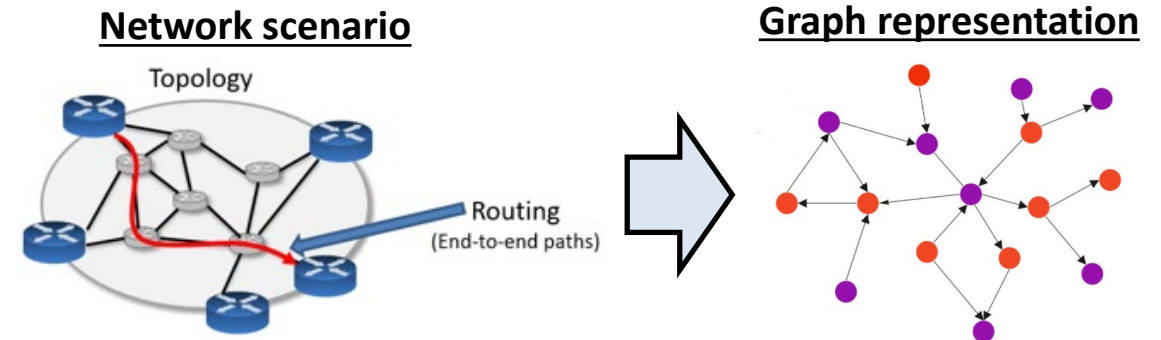 Network scenario
Graph representation
Topology
Routing
(End-to-end paths)